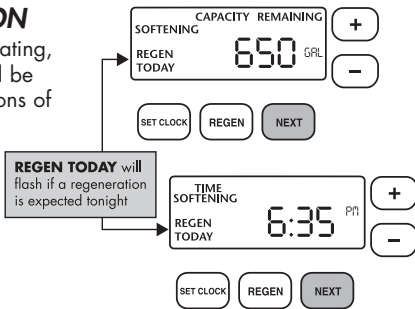 ON
ating,
l be
ons of
CAPACITY REMAINING
SOFTENING
REGEN
TODAY
650 GAL
+
–
SET CLOCK
REGEN
NEXT
REGEN TODAY will
flash if a regeneration
is expected tonight
TIME
SOFTENING
REGEN
TODAY
6:35 PM
+
–
SET CLOCK
REGEN
NEXT